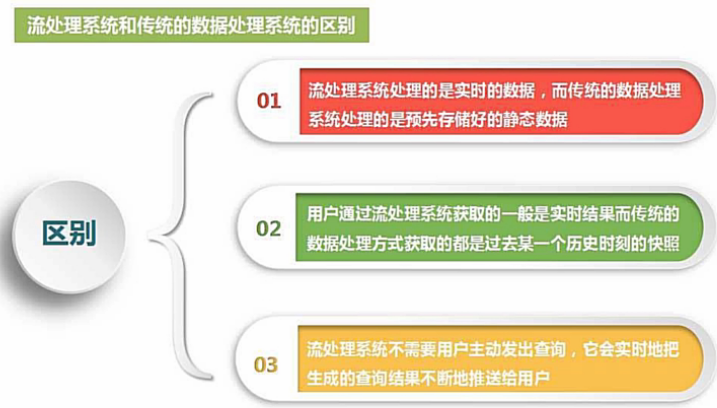 流处理系统和传统的数据处理系统的区别
区别
01
流处理系统处理的是实时的数据，而传统的数据处理
系统处理的是预先存储好的静态数据
02
用户通过流处理系统获取的一般是实时结果而传统的
数据处理方式获取的都是过去某一个历史时刻的快照
03
流处理系统不需要用户主动发出查询，它会实时地把
生成的查询结果不断地推送给用户